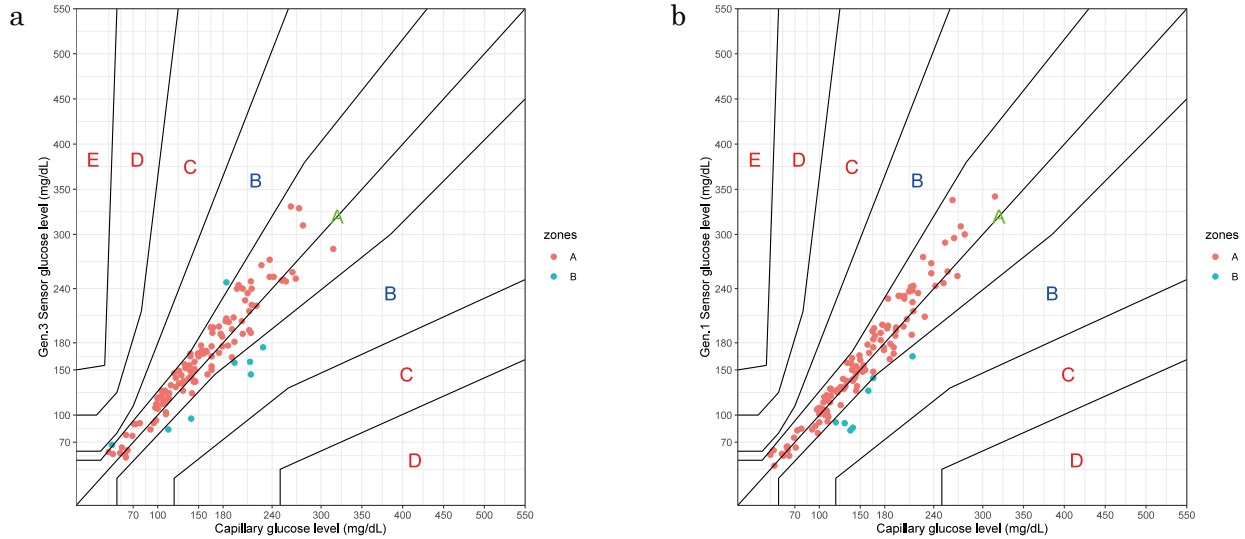 a
Gen.3 Sensor glucose level (mg/dL)
550
500
450
400
350
300
240
180
150
100
70
E
D
C
B
A
B
C
D
70 100 150 180 240 300 350 400 450 500 550
Capillary glucose level (mg/dL)
zones
A
B
b
Gen.1 Sensor glucose level (mg/dL)
550
500
450
400
350
300
240
180
150
100
70
E
D
C
B
A
B
C
D
70 100 150 180 240 300 350 400 450 500 550
Capillary glucose level (mg/dL)
zones
A
B